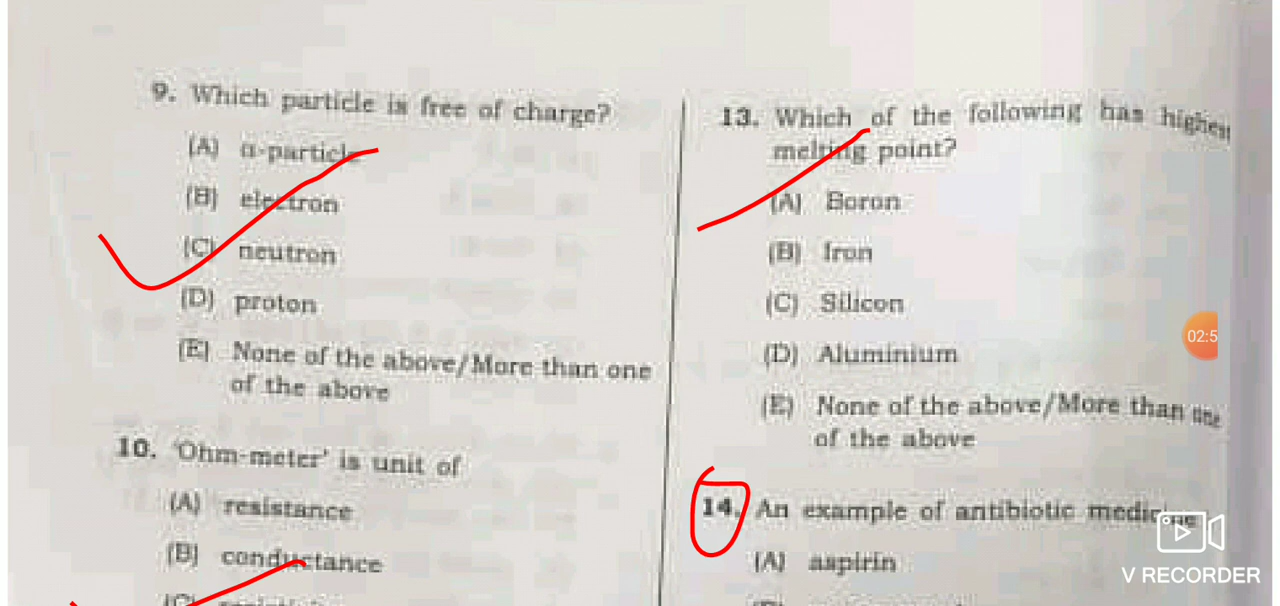 9. Which particle is free of charge?
(A) α-particle
(B) electron
(C) neutron
(D) proton
(E) None of the above/More than one
of the above
10. 'Ohm-meter' is unit of
(A) resistance
(B) conductance
(C)
13. Which of the following has highest
melting point?
(A) Boron
(B) Iron
(C) Silicon
(D) Aluminium
(E) None of the above/More than one
of the above
14. An example of antibiotic medicine
(A) aspirin
02:5
V RECORDER